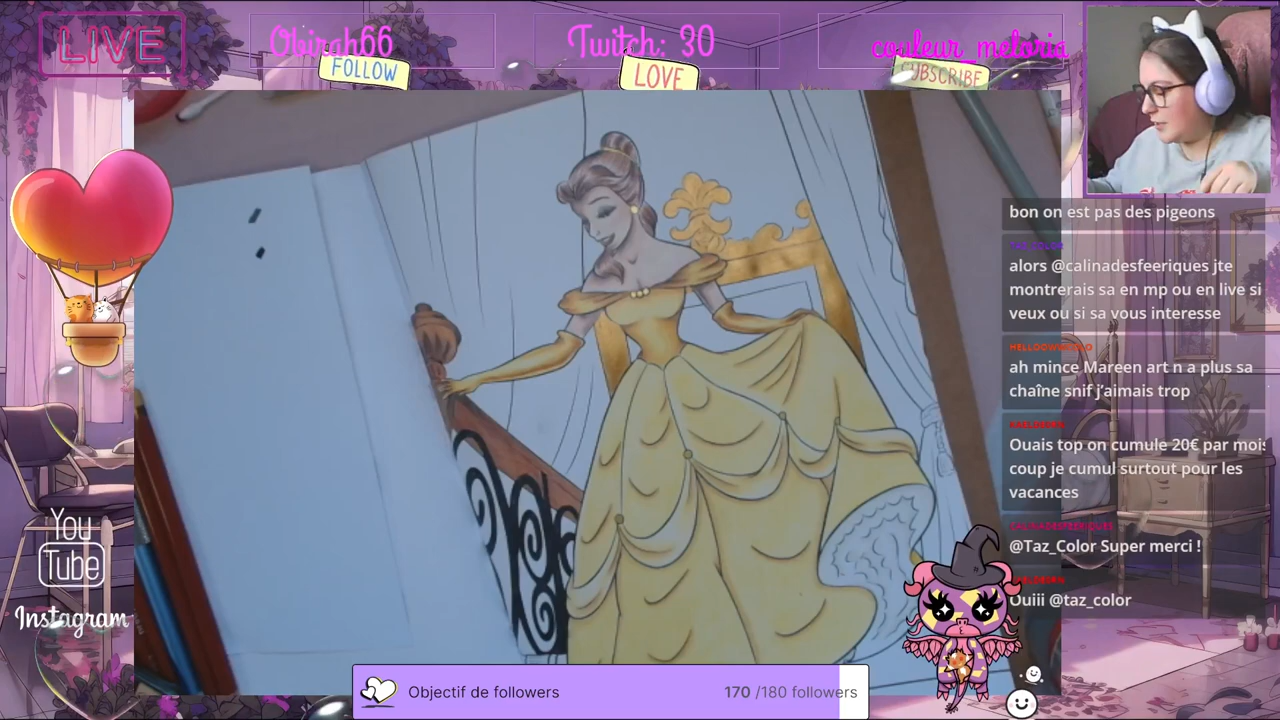 LIVE
Obirah66
Twitch: 30
couleur_meloria
FOLLOW
LOVE
SUBSCRIBE
bon on est pas des pigeons
alors @calinadesfeeriques jte
montrerais sa en mp ou en live si
veux ou si sa vous interesse
ah mince Mareen art n a plus sa
chaîne snif j'aimais trop
Ouais top on cumule 20€ par mois
coup je cumul surtout pour les
vacances
CALINADESFEERIQUES
@Taz_Color Super merci !
Ouiii @taz_color
You
Tube
Instagram
Objectif de followers
170 /180 followers